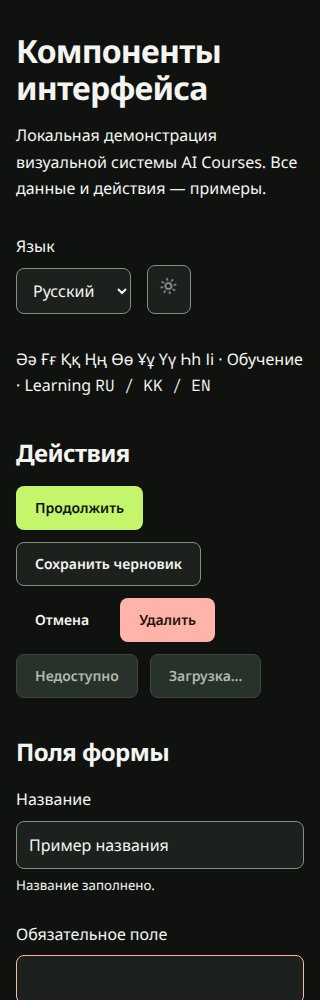 Компоненты
интерфейса
Локальная демонстрация
визуальной системы AI Courses. Все
данные и действия — примеры.
Язык
Русский
Әә Ғғ Ққ Ңң Өө Ұұ Үү Һһ Іі · Обучение
· Learning RU / KK / EN
Действия
Продолжить
Сохранить черновик
Отмена Удалить
Недоступно Загрузка...
Поля формы
Название
Пример названия
Название заполнено.
Обязательное поле